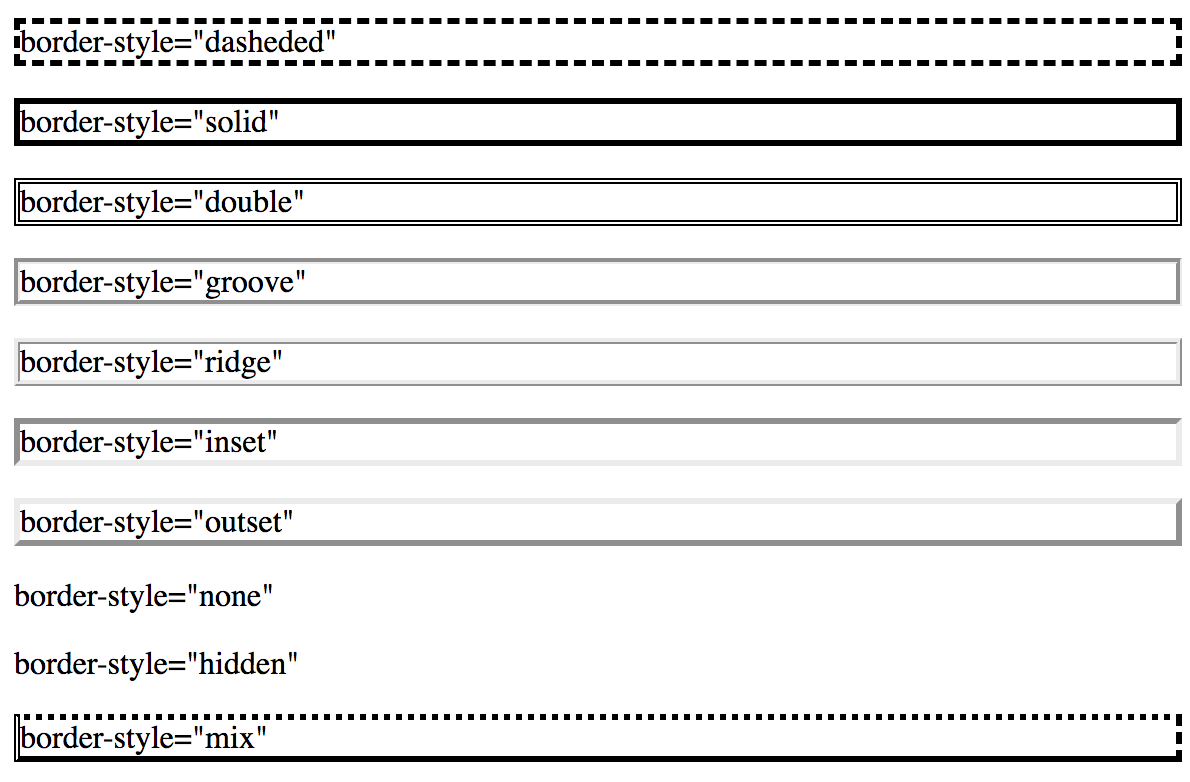 border-style="dasheded"
border-style="solid"
border-style="double"
border-style="groove"
border-style="ridge"
border-style="inset"
border-style="outset"
border-style="none"
border-style="hidden"
border-style="mix"